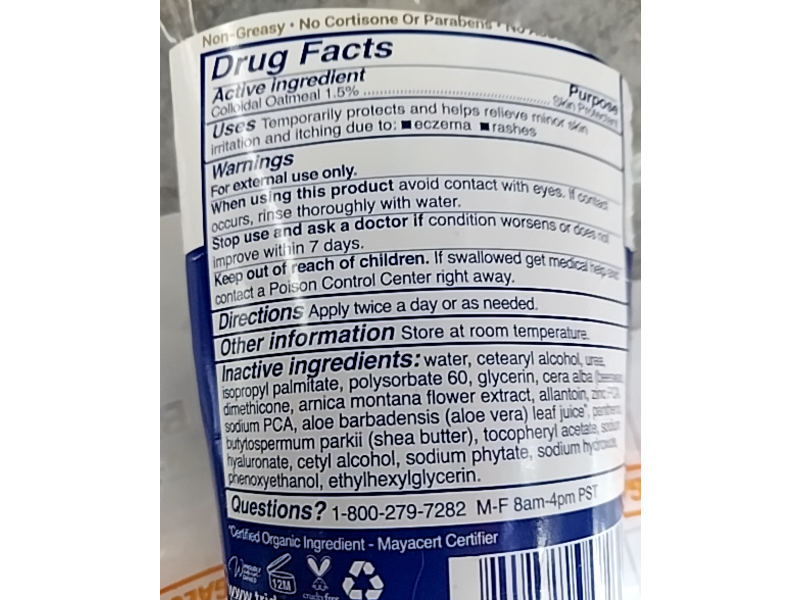 Non-Greasy • No Cortisone Or Parabens • No
Drug Facts
Active ingredient
Purpose
Colloidal Oatmeal 1.5% ........................................ Skin Protectant
Uses Temporarily protects and helps relieve minor skin
irritation and itching due to: ■ eczema ■ rashes
Warnings
For external use only.
When using this product avoid contact with eyes. If contact
occurs, rinse thoroughly with water.
Stop use and ask a doctor if condition worsens or does not
improve within 7 days.
Keep out of reach of children. If swallowed get medical help
contact a Poison Control Center right away.
Directions Apply twice a day or as needed.
Other information Store at room temperature.
Inactive ingredients: water, cetearyl alcohol, urea,
isopropyl palmitate, polysorbate 60, glycerin, cera alba
dimethicone, arnica montana flower extract, allantoin, zinc PCA,
sodium PCA, aloe barbadensis (aloe vera) leaf juice*,
butytospermum parkii (shea butter), tocopheryl acetate, sodium
hyaluronate, cetyl alcohol, sodium phytate, sodium
phenoxyethanol, ethylhexylglycerin.
Questions? 1-800-279-7282 M-F 8am-4pm PST
*Certified Organic Ingredient - Mayacert Certifier
12M